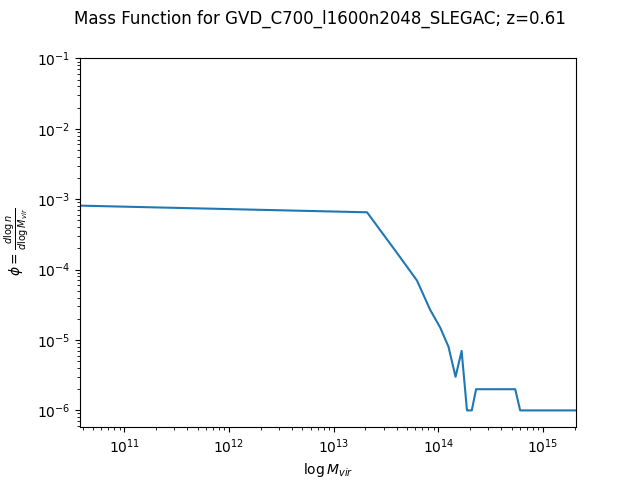 Mass Function for GVD_C700_l1600n2048_SLEGAC; z=0.61
10⁻¹
10⁻²
10⁻³
10⁻⁴
10⁻⁵
10⁻⁶
ϕ = d log n / d log M_vir
10¹¹ 10¹² 10¹³ 10¹⁴ 10¹⁵
log M_vir